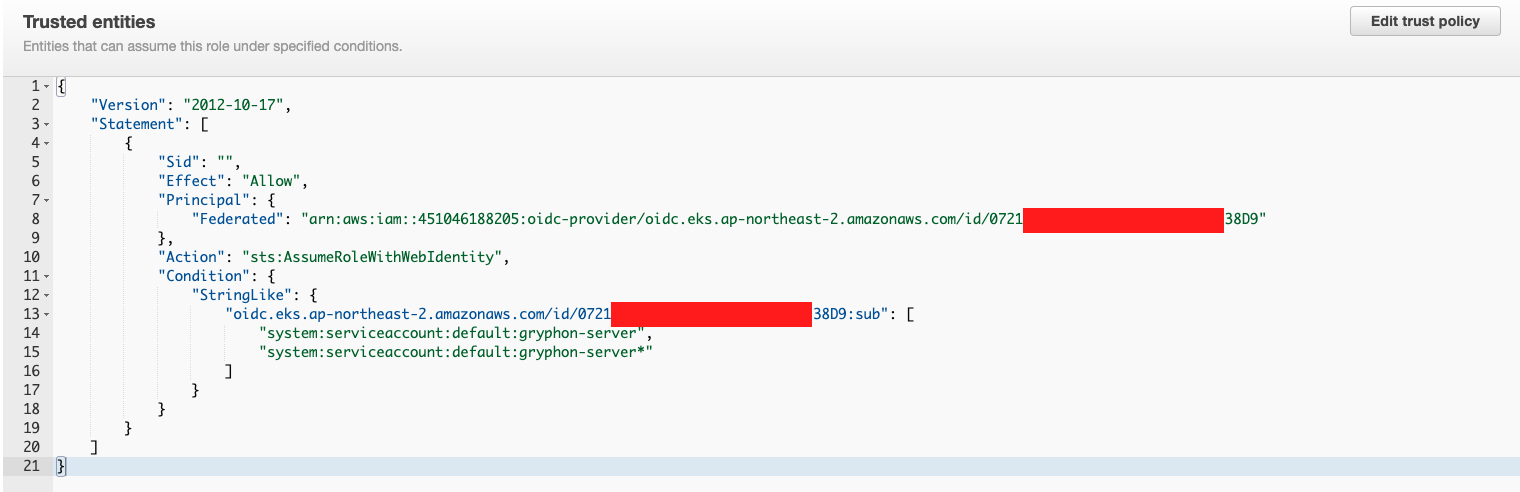 Trusted entities
Edit trust policy
Entities that can assume this role under specified conditions.
1 {
2 "Version": "2012-10-17",
3 "Statement": [
4 {
5 "Sid": "",
6 "Effect": "Allow",
7 "Principal": {
8 "Federated": "arn:aws:iam::451046188205:oidc-provider/oidc.eks.ap-northeast-2.amazonaws.com/id/0721 38D9"
9 },
10 "Action": "sts:AssumeRoleWithWebIdentity",
11 "Condition": {
12 "StringLike": {
13 "oidc.eks.ap-northeast-2.amazonaws.com/id/0721 38D9:sub": [
14 "system:serviceaccount:default:gryphon-server",
15 "system:serviceaccount:default:gryphon-server*"
16 ]
17 }
18 }
19 }
20 ]
21 }